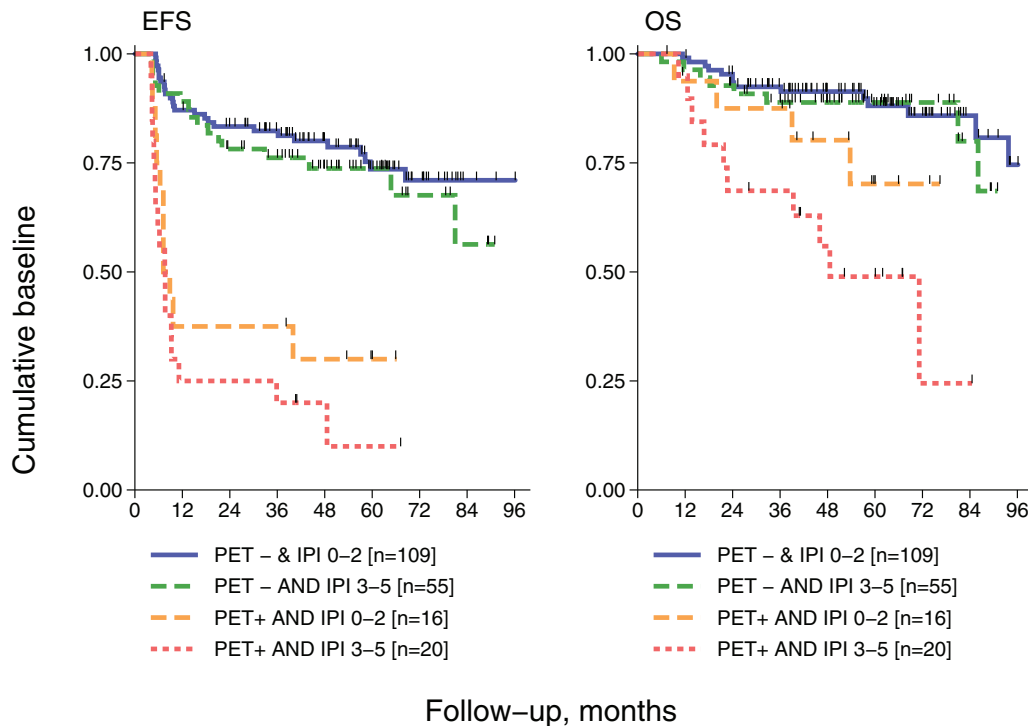 EFS
OS
Cumulative baseline
1.00
0.75
0.50
0.25
0.00
0 12 24 36 48 60 72 84 96
PET − & IPI 0−2 [n=109]
PET − AND IPI 3−5 [n=55]
PET+ AND IPI 0−2 [n=16]
PET+ AND IPI 3−5 [n=20]
1.00
0.75
0.50
0.25
0.00
0 12 24 36 48 60 72 84 96
PET − & IPI 0−2 [n=109]
PET − AND IPI 3−5 [n=55]
PET+ AND IPI 0−2 [n=16]
PET+ AND IPI 3−5 [n=20]
Follow−up, months